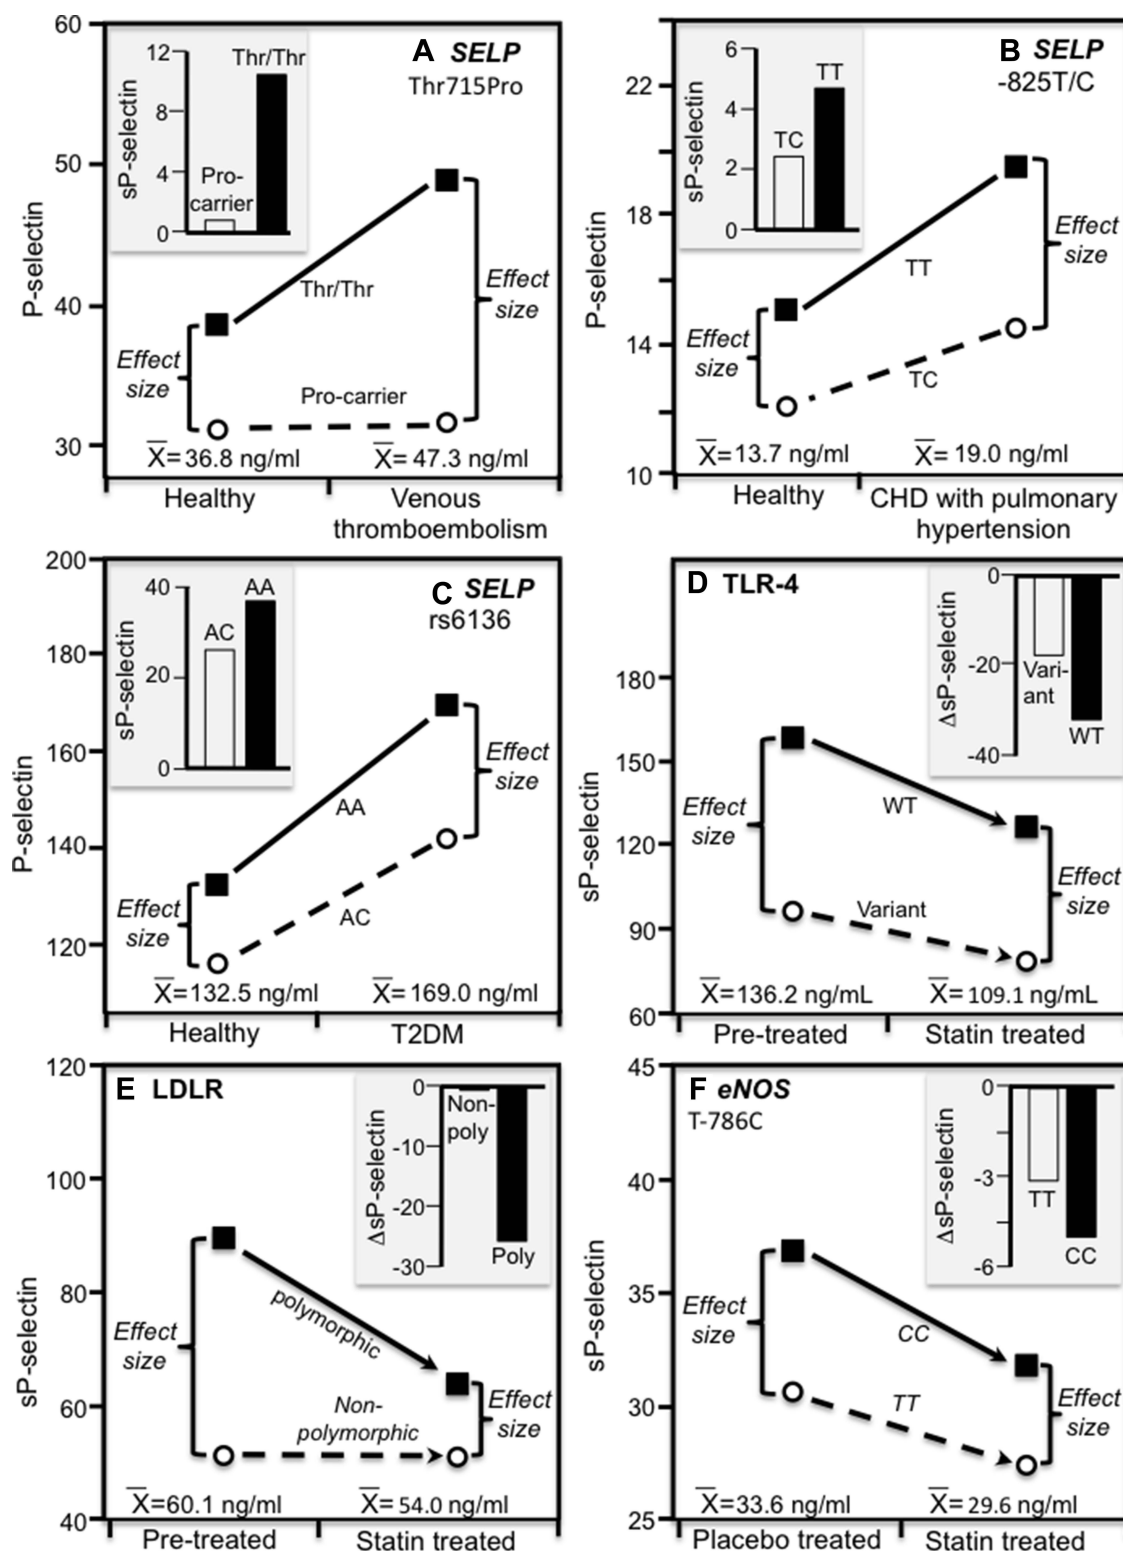 A SELP
Thr715Pro
60
50
40
30
P-selectin
12
8
4
0
sP-selectin
Thr/Thr
Pro-
carrier
Thr/Thr
Pro-carrier
Effect
size
Effect
size
X̅=36.8 ng/ml
X̅= 47.3 ng/ml
Healthy
Venous
thromboembolism
B SELP
-825T/C
22
18
14
10
P-selectin
6
4
2
0
sP-selectin
TT
TC
TT
TC
Effect
size
Effect
size
X̅=13.7 ng/ml
X̅= 19.0 ng/ml
Healthy
CHD with pulmonary
hypertension
C SELP
rs6136
200
180
160
140
120
P-selectin
40
20
0
sP-selectin
AA
AC
AA
AC
Effect
size
Effect
size
X̅=132.5 ng/ml
X̅=169.0 ng/ml
Healthy
T2DM
D TLR-4
180
150
120
90
60
sP-selectin
0
-20
-40
ΔsP-selectin
Vari-
ant
WT
WT
Variant
Effect
size
Effect
size
X̅=136.2 ng/mL
X̅=109.1 ng/mL
Pre-treated
Statin treated
E LDLR
120
100
80
60
40
sP-selectin
0
-10
-20
-30
ΔsP-selectin
Non-
poly
Poly
polymorphic
Non-
polymorphic
Effect
size
Effect
size
X̅=60.1 ng/ml
X̅= 54.0 ng/ml
Pre-treated
Statin treated
F eNOS
T-786C
45
40
35
30
25
sP-selectin
0
-3
-6
ΔsP-selectin
TT
CC
CC
TT
Effect
size
Effect
size
X̅=33.6 ng/ml
X̅=29.6 ng/ml
Placebo treated
Statin treated